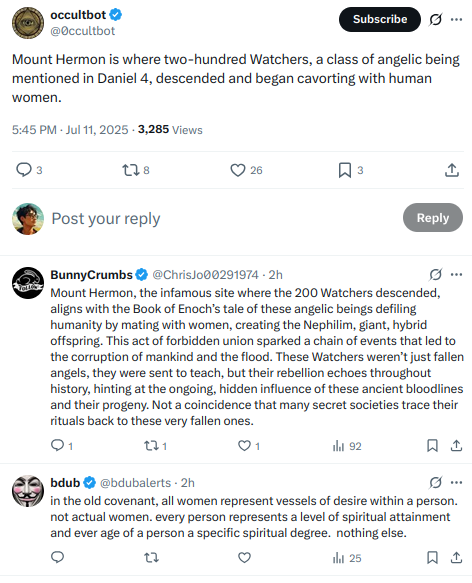 occultbot
@0ccultbot
Subscribe
Mount Hermon is where two-hundred Watchers, a class of angelic being
mentioned in Daniel 4, descended and began cavorting with human
women.
5:45 PM · Jul 11, 2025 · 3,285 Views
3 8 26 3
Post your reply
Reply
BunnyCrumbs @ChrisJo00291974 · 2h
Mount Hermon, the infamous site where the 200 Watchers descended,
aligns with the Book of Enoch's tale of these angelic beings defiling
humanity by mating with women, creating the Nephilim, giant, hybrid
offspring. This act of forbidden union sparked a chain of events that led to
the corruption of mankind and the flood. These Watchers weren't just fallen
angels, they were sent to teach, but their rebellion echoes throughout
history, hinting at the ongoing, hidden influence of these ancient bloodlines
and their progeny. Not a coincidence that many secret societies trace their
rituals back to these very fallen ones.
1 1 1 92
bdub @bdubalerts · 2h
in the old covenant, all women represent vessels of desire within a person.
not actual women. every person represents a level of spiritual attainment
and ever age of a person a specific spiritual degree. nothing else.
25